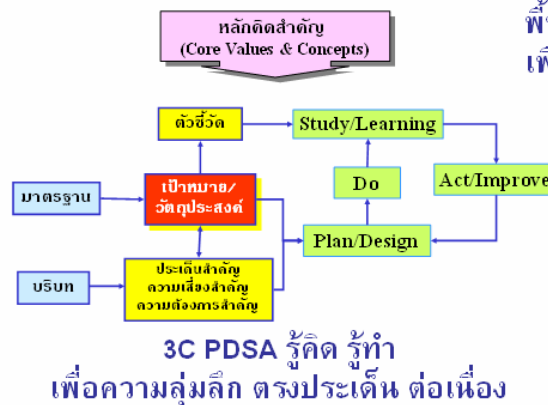 หลักคิดสำคัญ
(Core Values & Concepts)
พื้
เพื่
ตัวชี้วัด
Study/Learning
มาตรฐาน
เป้าหมาย/
วัตถุประสงค์
Do
Act/Improve
Plan/Design
บริบท
ประเด็นสำคัญ
ความเสี่ยงสำคัญ
ความต้องการสำคัญ
3C PDSA รู้คิด รู้ทำ
เพื่อความลุ่มลึก ตรงประเด็น ต่อเนื่อง